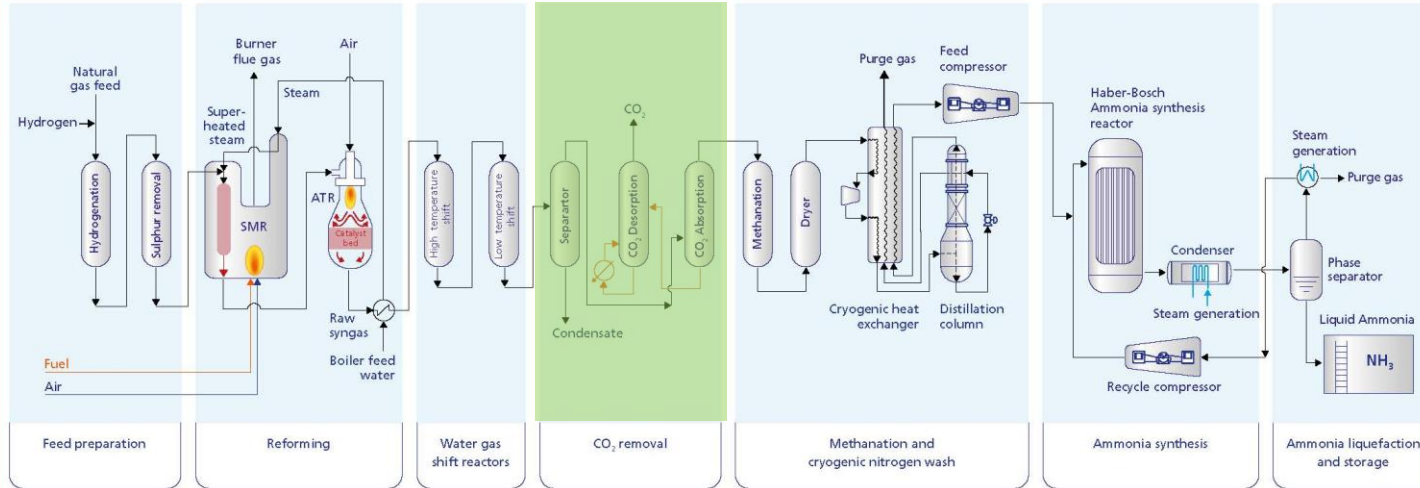 Natural
gas feed
Hydrogen
Hydrogenation
Sulphur removal
Feed preparation
Burner
flue gas
Air
Steam
Super-
heated
steam
SMR
ATR
Catalyst
bed
Raw
syngas
Boiler feed
water
Fuel
Air
Reforming
High temperature
shift
Low temperature
shift
Water gas
shift reactors
CO₂
Separartor
CO₂ Desorption
CO₂ Absorption
Condensate
CO₂ removal
Methanation
Dryer
Purge gas
Feed
compressor
Cryogenic heat
exchanger
Distillation
column
Methanation and
cryogenic nitrogen wash
Haber-Bosch
Ammonia synthesis
reactor
Condenser
Steam generation
Recycle compressor
Ammonia synthesis
Steam
generation
Purge gas
Phase
separator
Liquid Ammonia
NH₃
Ammonia liquefaction
and storage